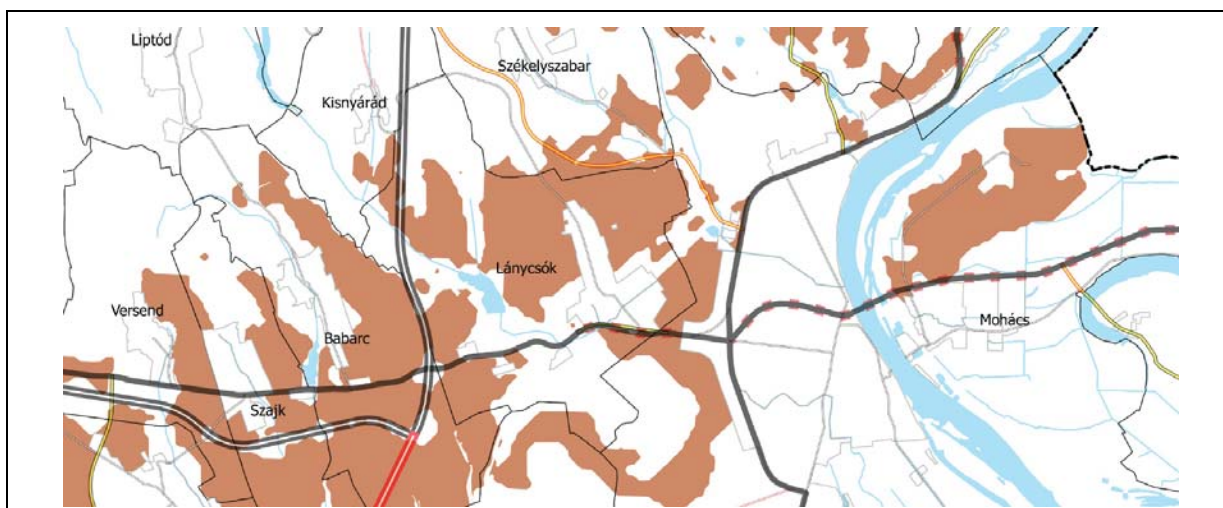 Liptód
Székelyszabar
Kisnyárád
Lánycsók
Versend
Babarc
Mohács
Szajk